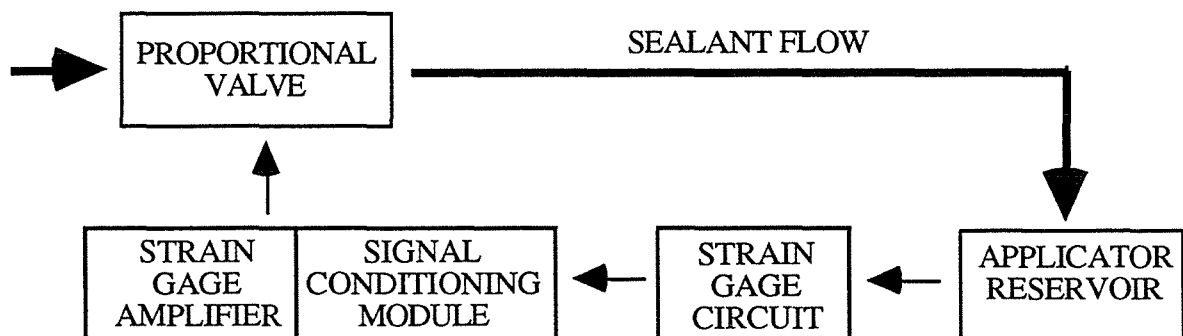 PROPORTIONAL
VALVE
SEALANT FLOW
STRAIN
GAGE
AMPLIFIER
SIGNAL
CONDITIONING
MODULE
STRAIN
GAGE
CIRCUIT
APPLICATOR
RESERVOIR